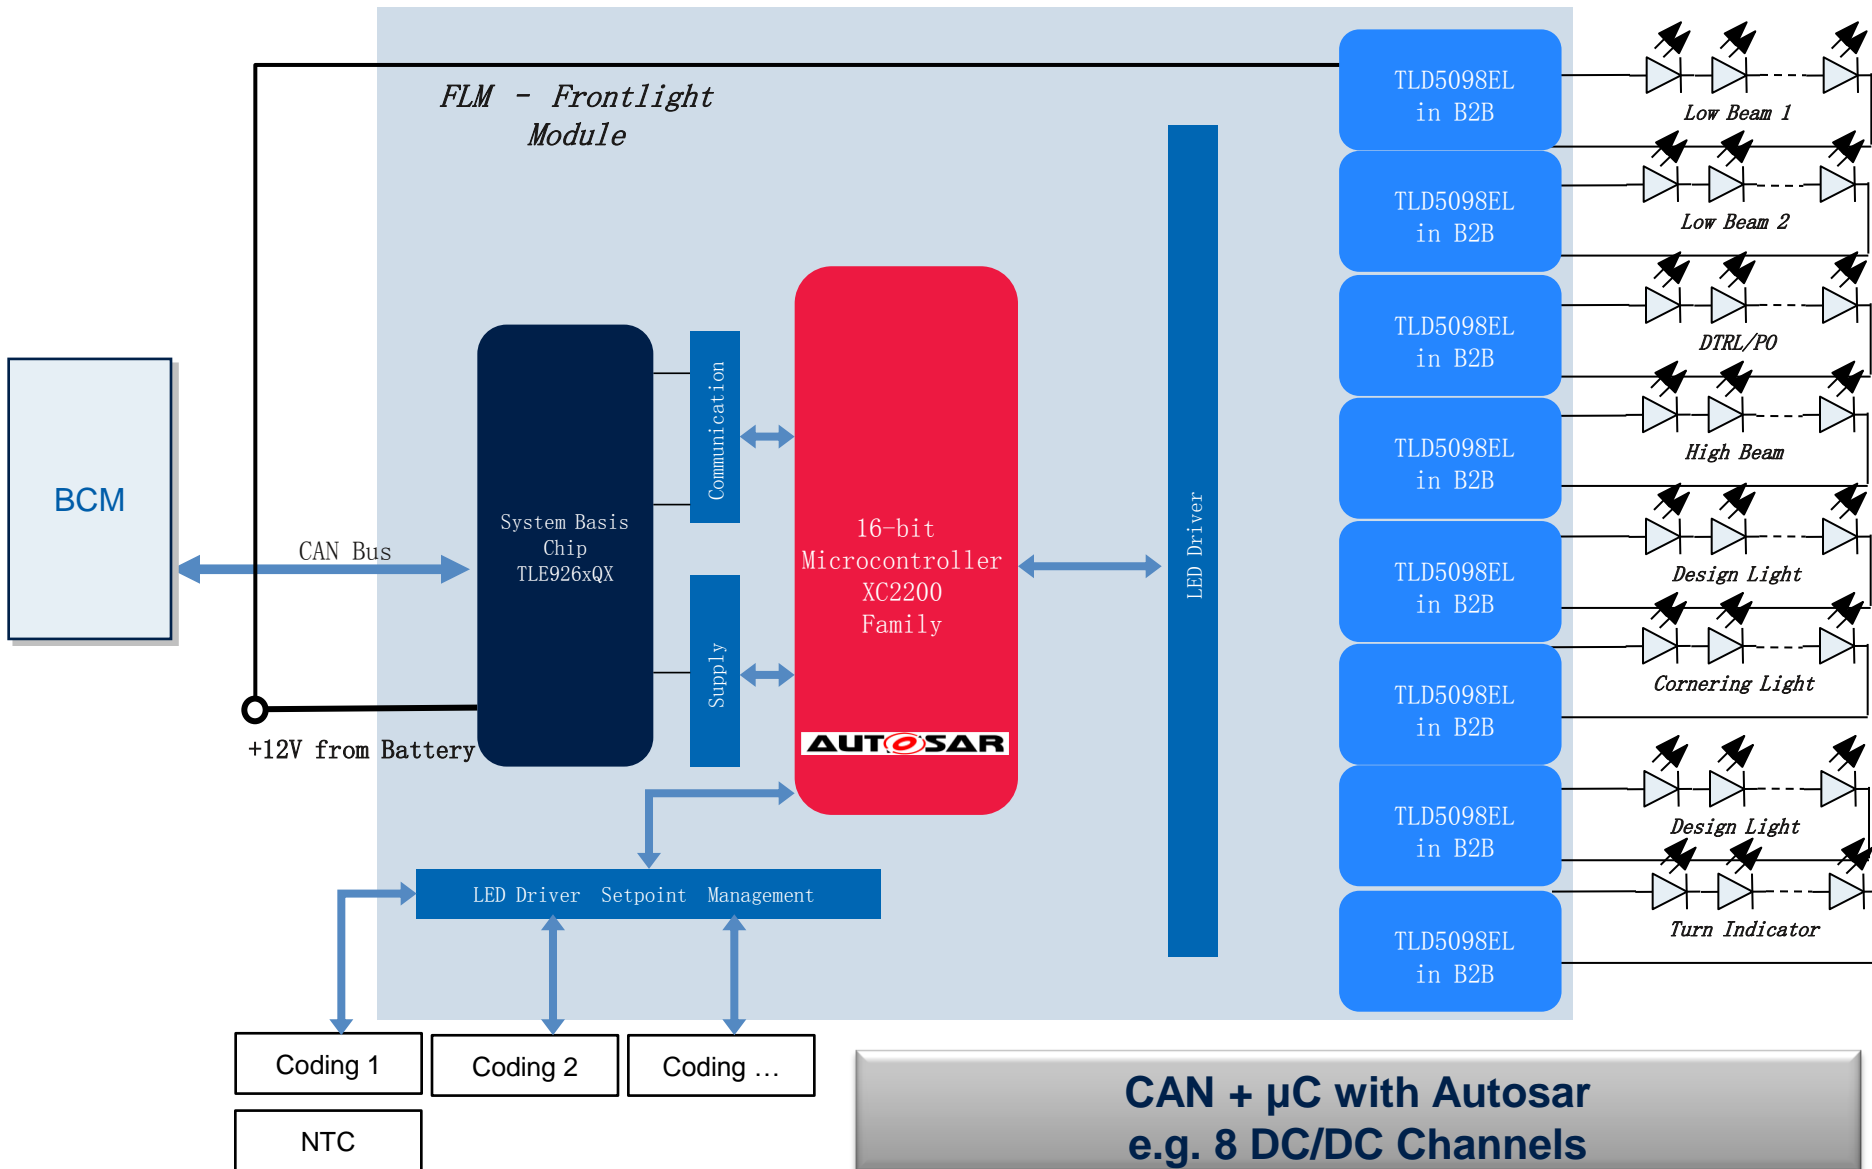 FLM - Frontlight
Module
BCM
CAN Bus
+12V from Battery
System Basis
Chip
TLE926xQX
Communication
Supply
16-bit
Microcontroller
XC2200
Family
AUTOSAR
LED Driver
LED Driver Setpoint Management
Coding 1
Coding 2
Coding …
NTC
TLD5098EL
in B2B
Low Beam 1
TLD5098EL
in B2B
Low Beam 2
TLD5098EL
in B2B
DTRL/PO
TLD5098EL
in B2B
High Beam
TLD5098EL
in B2B
Design Light
TLD5098EL
in B2B
Cornering Light
TLD5098EL
in B2B
Design Light
TLD5098EL
in B2B
Turn Indicator
CAN + µC with Autosar
e.g. 8 DC/DC Channels